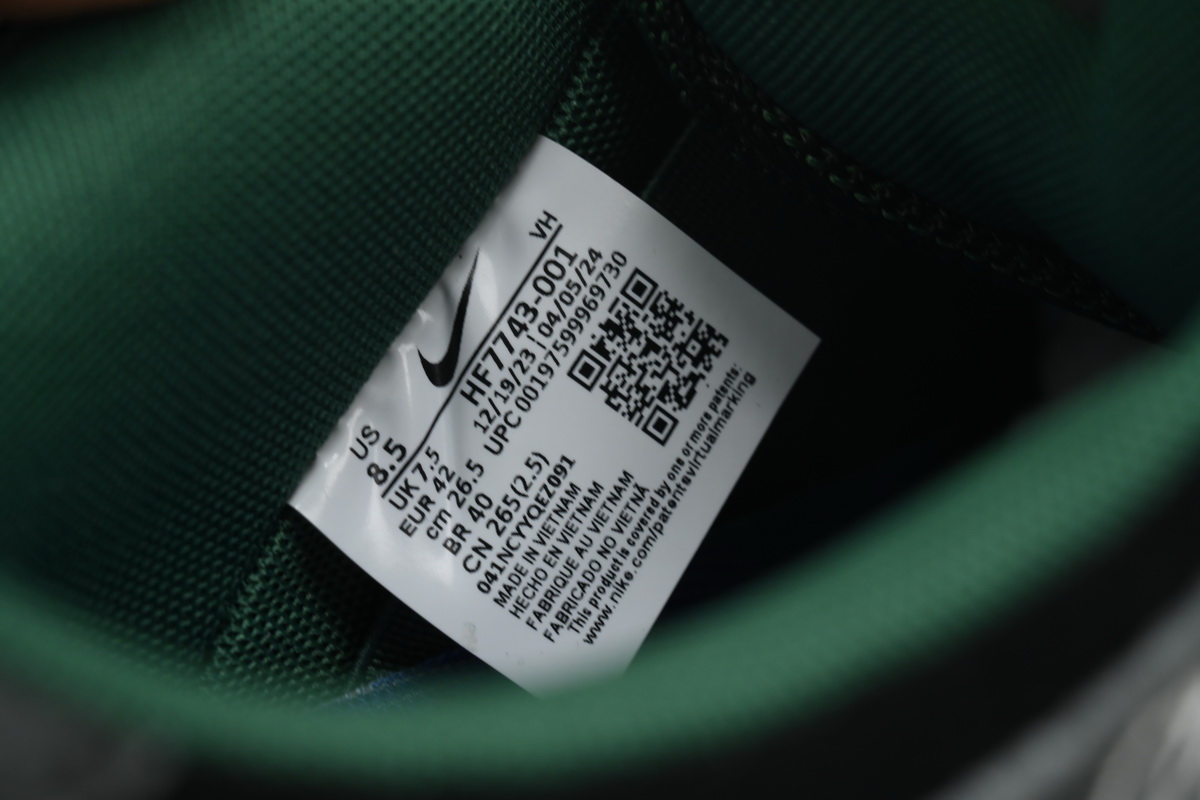 VH
HF7743-001
12/19/23 | 04/05/24
UPC 00197599969730
US
8.5
UK 7.5
EUR 42
cm 26.5
BR 40
CN 265(2.5)
041NCYYQEZ091
MADE IN VIETNAM
HECHO EN VIETNAM
FABRIQUE AU VIETNAM
FABRICADO NO VIETNÃ
This product is covered by one or more patents:
www.nike.com/patentsvirtualmarking